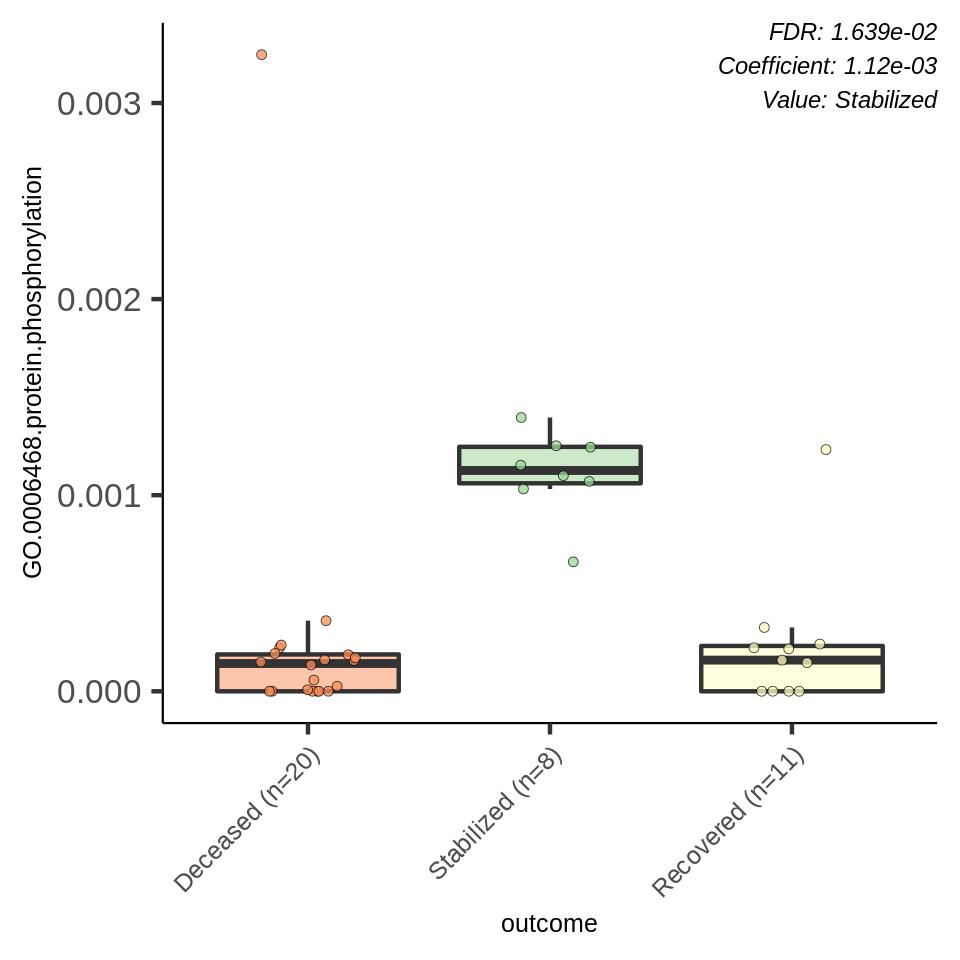 FDR: 1.639e-02
Coefficient: 1.12e-03
Value: Stabilized
GO.0006468.protein.phosphorylation
0.003
0.002
0.001
0.000
Deceased (n=20)
Stabilized (n=8)
Recovered (n=11)
outcome